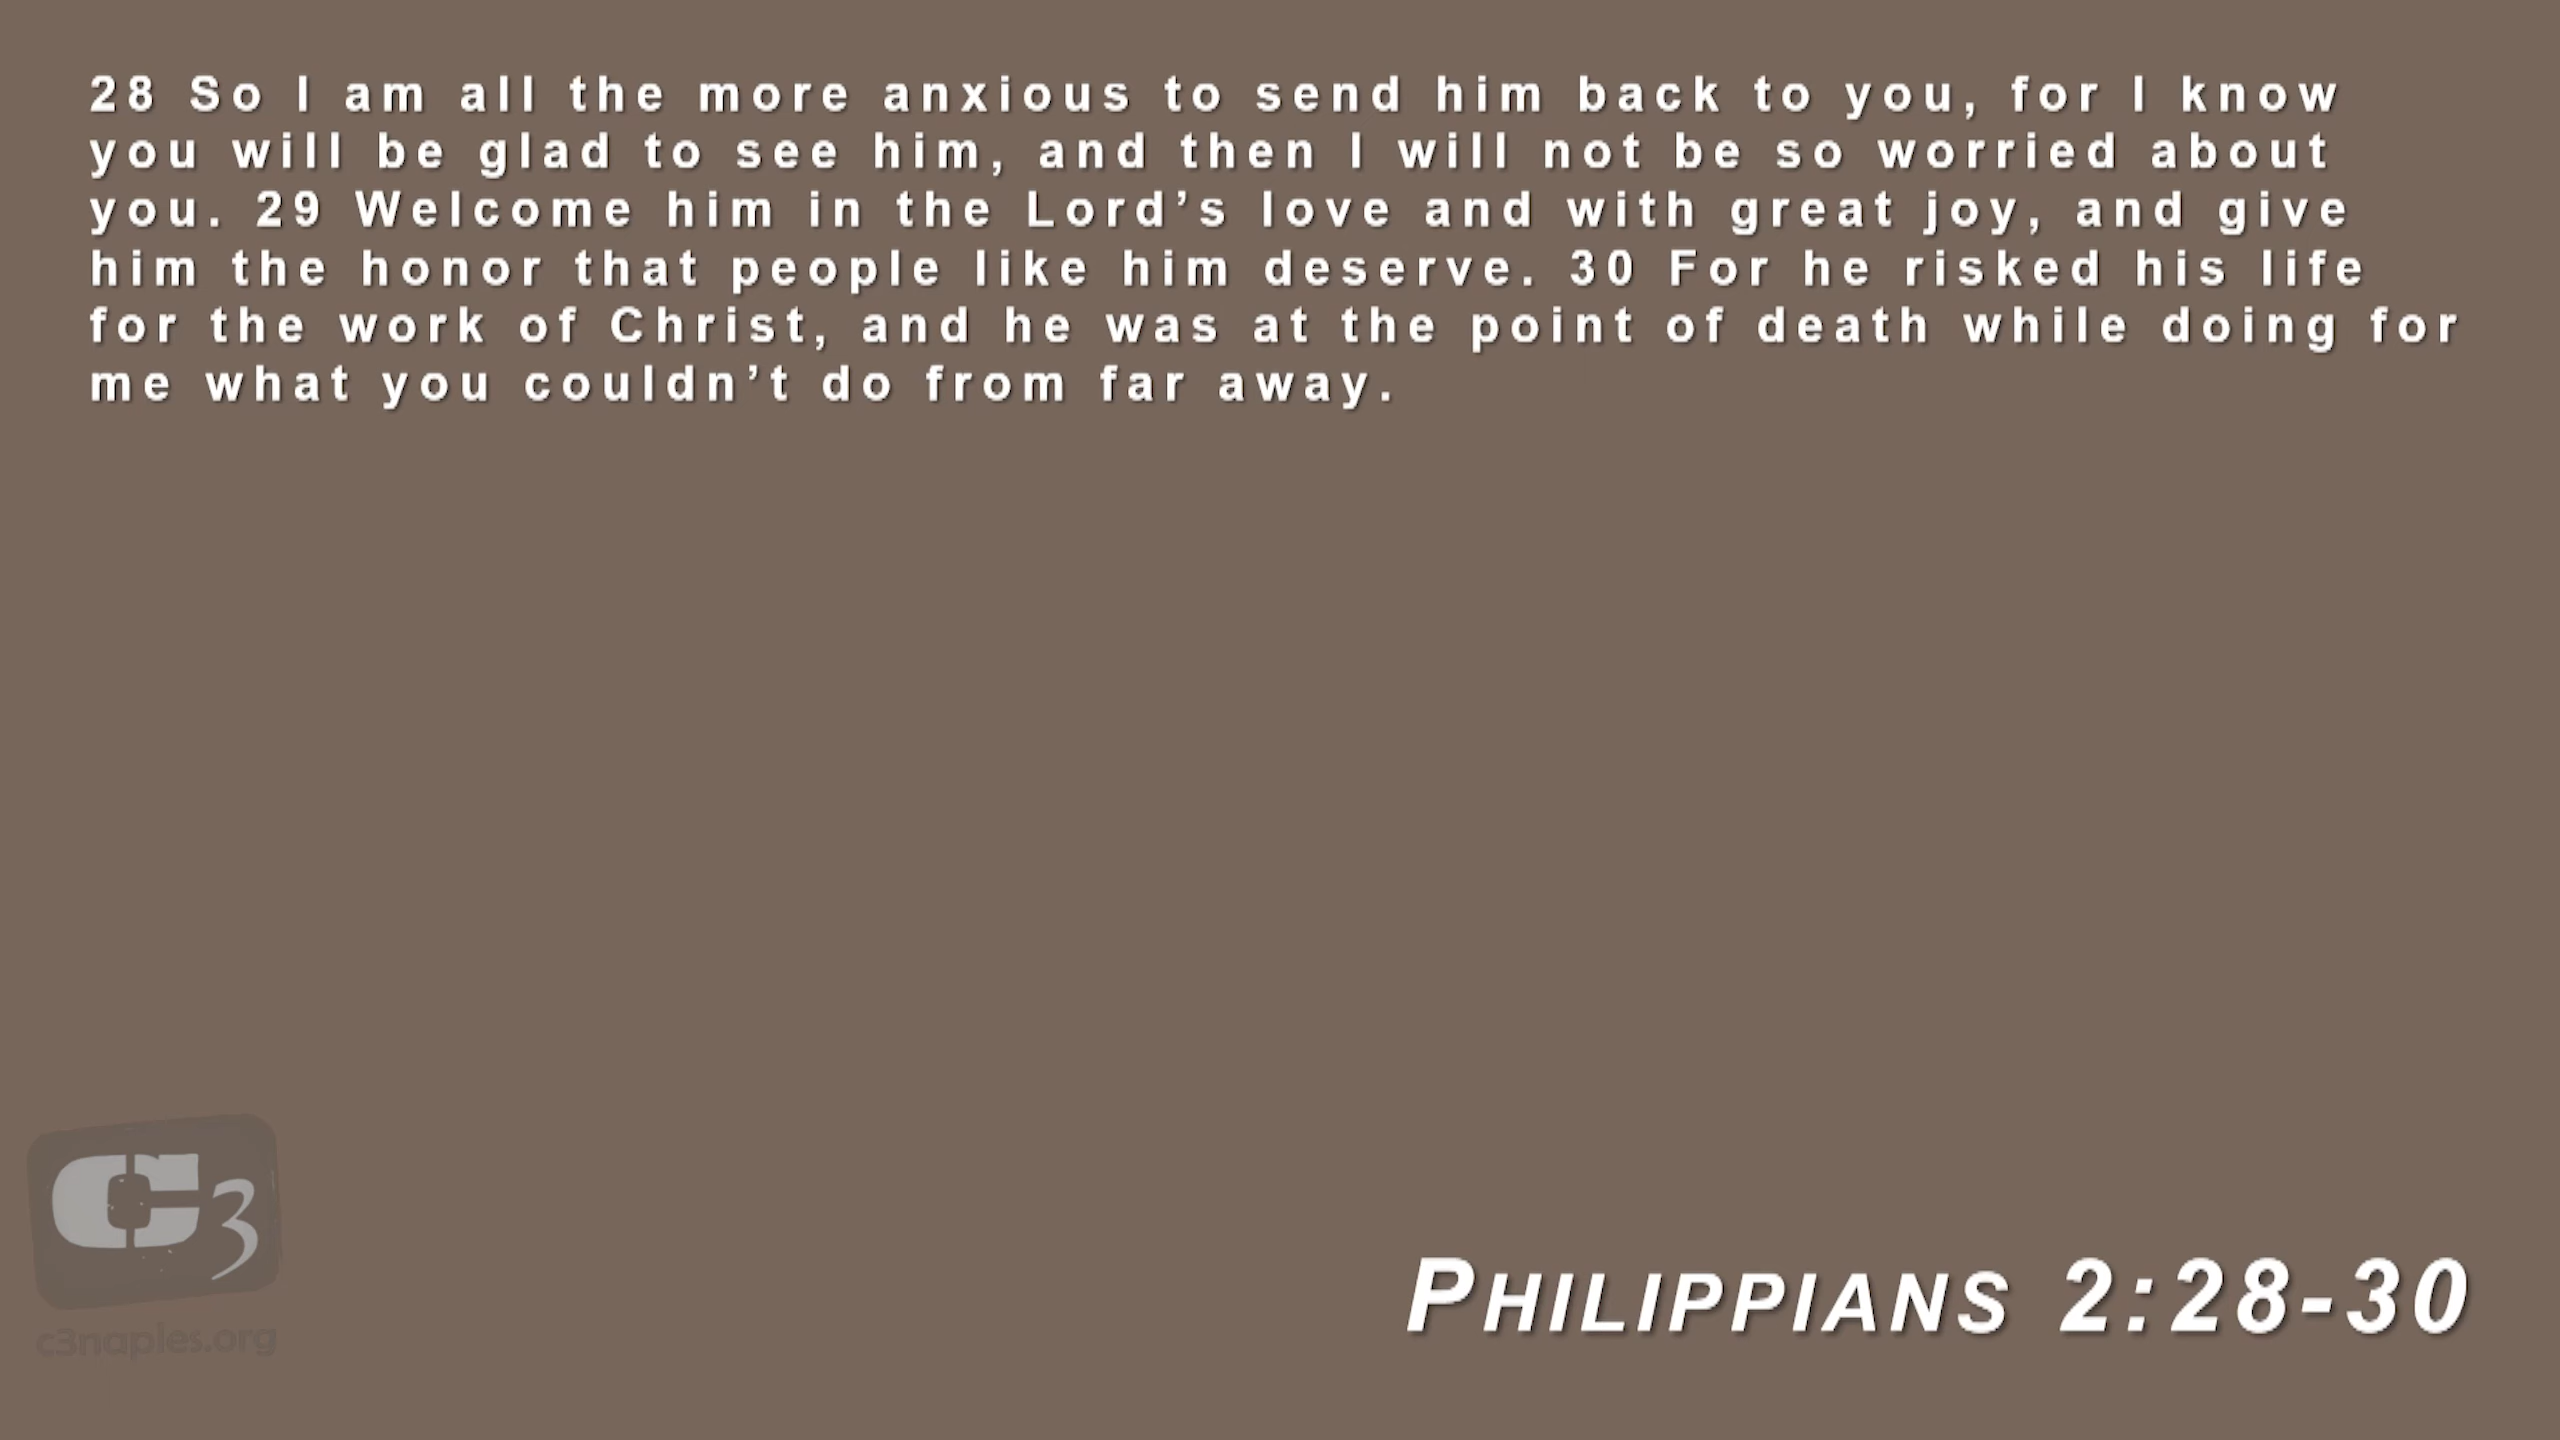 28 So I am all the more anxious to send him back to you, for I know
you will be glad to see him, and then I will not be so worried about
you. 29 Welcome him in the Lord’s love and with great joy, and give
him the honor that people like him deserve. 30 For he risked his life
for the work of Christ, and he was at the point of death while doing for
me what you couldn’t do from far away.
C3
c3naples.org
PHILIPPIANS 2:28-30